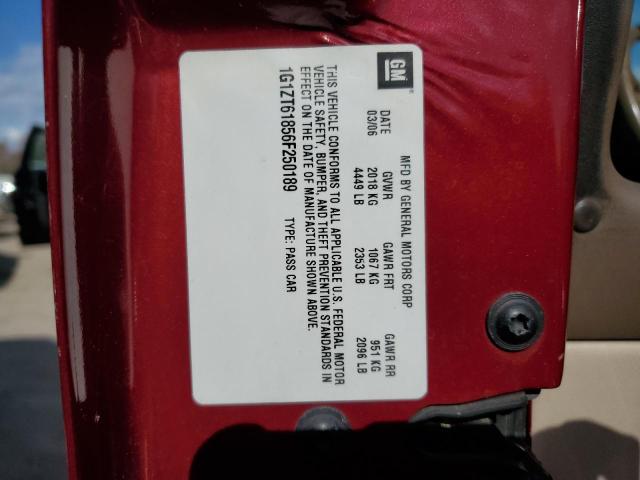 GM
MFD BY GENERAL MOTORS CORP
DATE GVWR GAWR FRT GAWR RR
03/06 2018 KG 1067 KG 951 KG
4449 LB 2353 LB 2096 LB
THIS VEHICLE CONFORMS TO ALL APPLICABLE U.S. FEDERAL MOTOR
VEHICLE SAFETY, BUMPER, AND THEFT PREVENTION STANDARDS IN
EFFECT ON THE DATE OF MANUFACTURE SHOWN ABOVE.
1G1ZT61856F250189 TYPE: PASS CAR